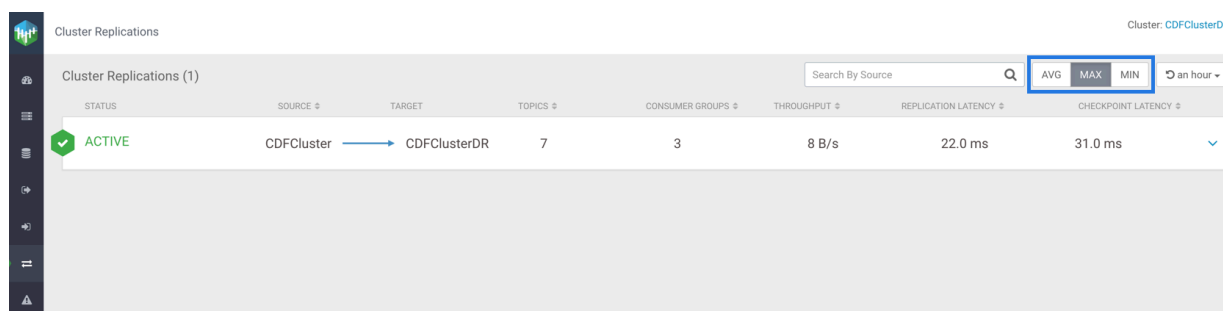 Cluster Replications
Cluster: CDFClusterD
Cluster Replications (1)
Search By Source
AVG MAX MIN
an hour
STATUS SOURCE TARGET TOPICS CONSUMER GROUPS THROUGHPUT REPLICATION LATENCY CHECKPOINT LATENCY
ACTIVE CDFCluster CDFClusterDR 7 3 8 B/s 22.0 ms 31.0 ms